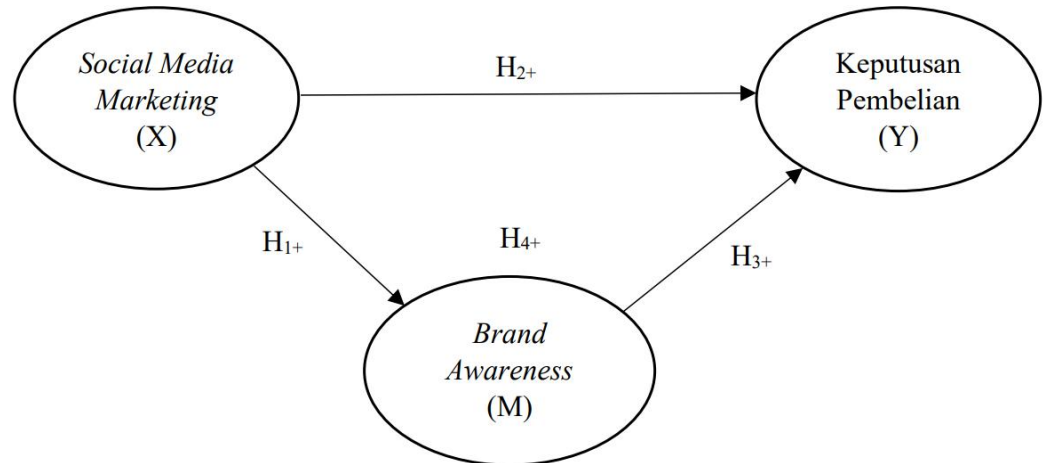 Social Media
Marketing
(X)
H2+
Keputusan
Pembelian
(Y)
H1+
H4+
H3+
Brand
Awareness
(M)